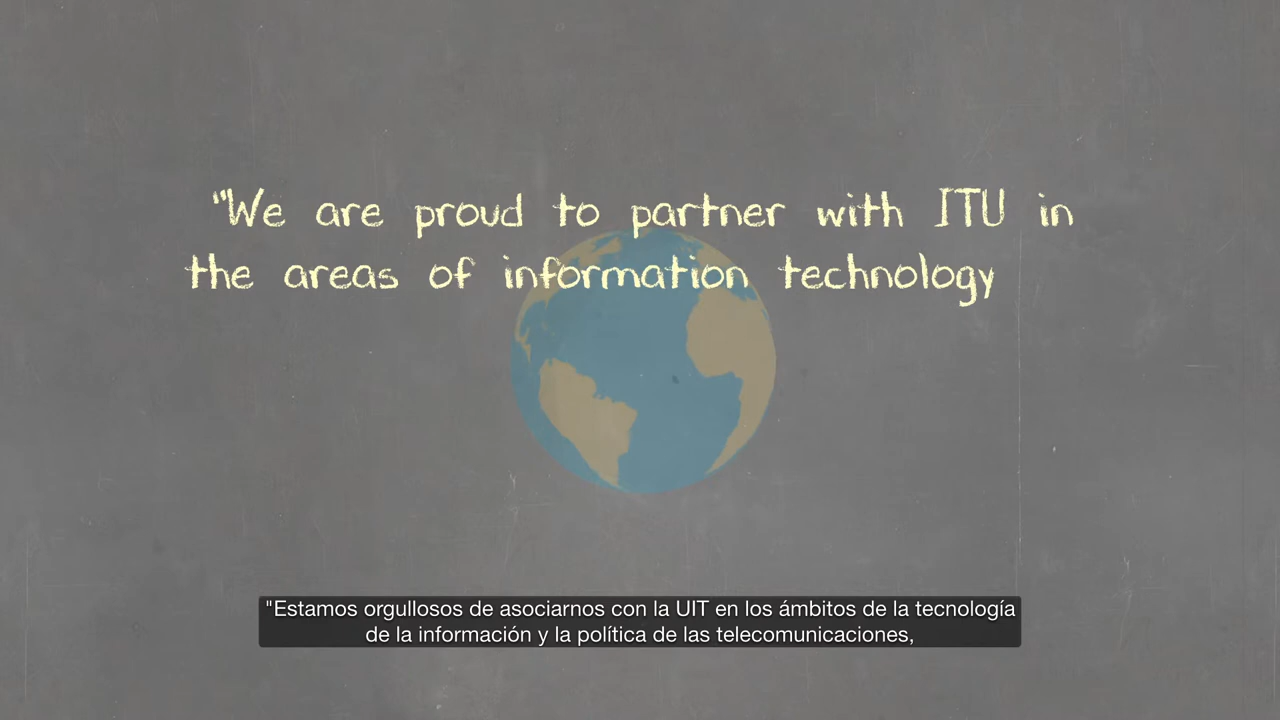 "We are proud to partner with ITU in
the areas of information technology
"Estamos orgullosos de asociarnos con la UIT en los ámbitos de la tecnología
de la información y la política de las telecomunicaciones,